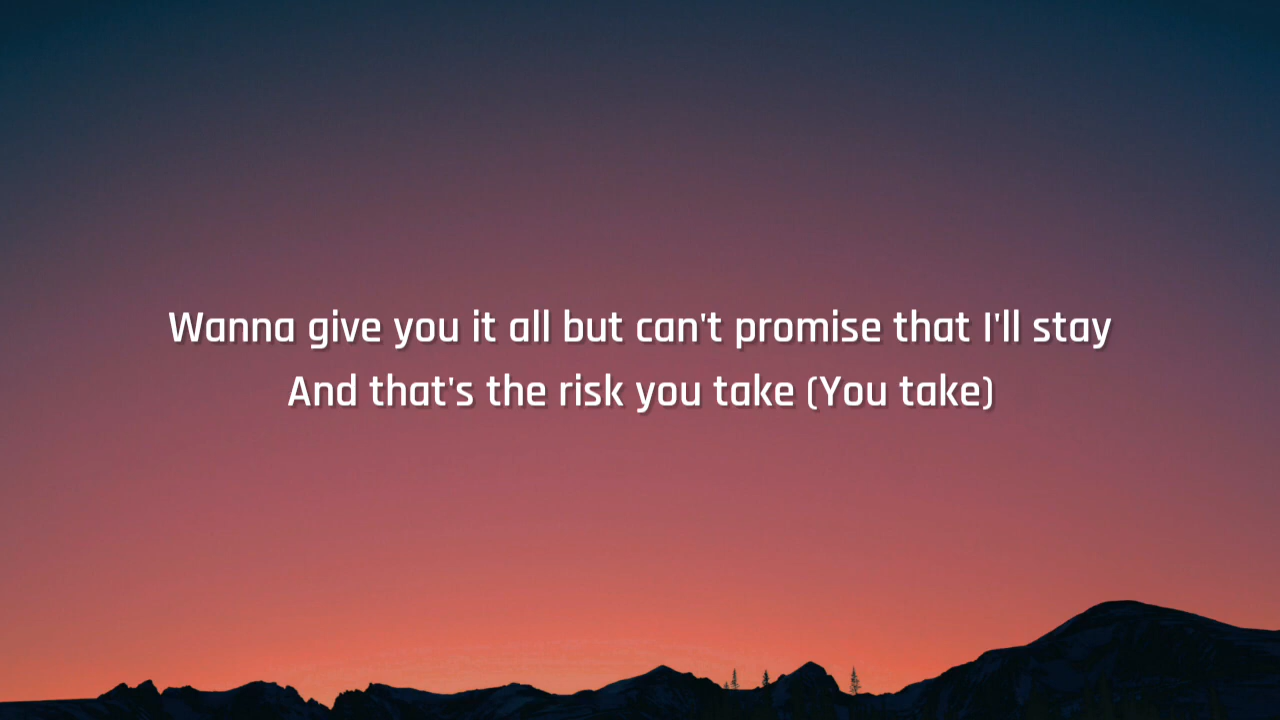 Wanna give you it all but can't promise that I'll stay
And that's the risk you take (You take)